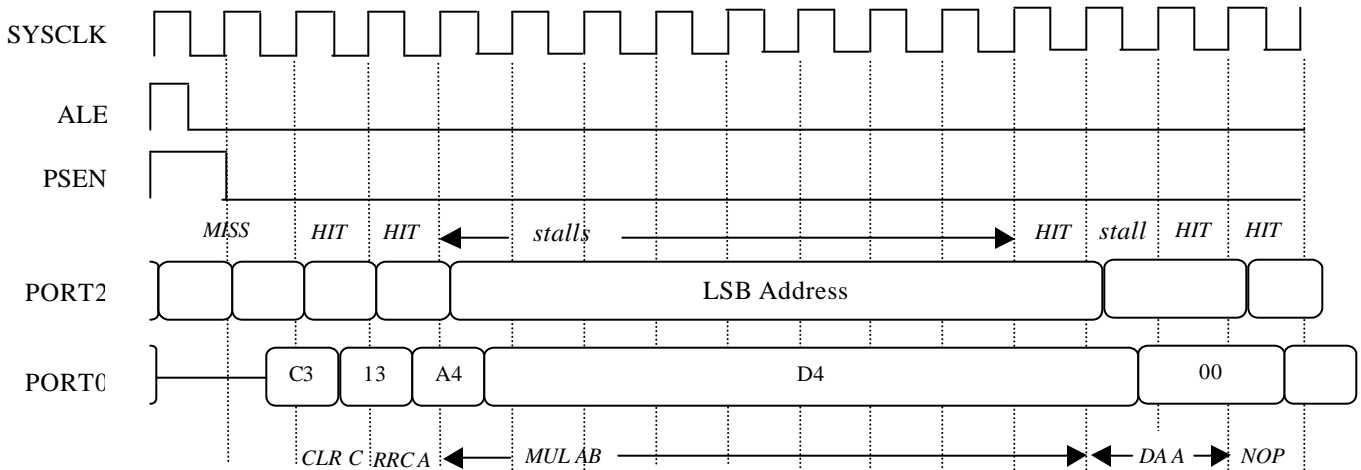 SYSCLK
ALE
PSEN
MISS HIT HIT stalls HIT stall HIT HIT
PORT2 LSB Address
PORT0 C3 13 A4 D4 00
CLR C RRC A MUL AB DA A NOP